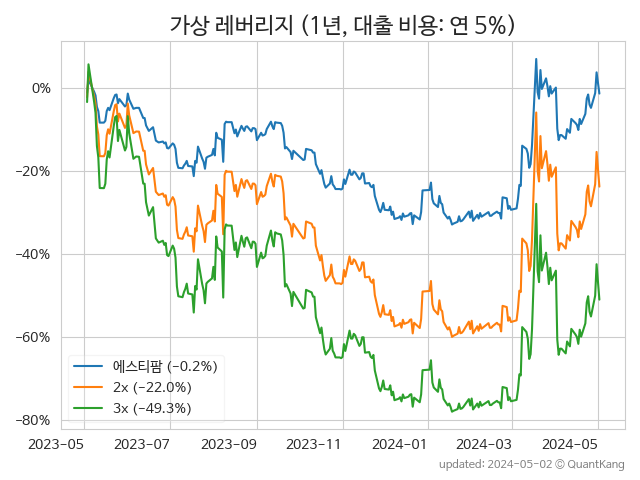 가상 레버리지 (1년, 대출 비용: 연 5%)
0%
−20%
−40%
−60%
−80%
에스티팜 (−0.2%)
2x (−22.0%)
3x (−49.3%)
2023-05 2023-07 2023-09 2023-11 2024-01 2024-03 2024-05
updated: 2024-05-02 © QuantKang